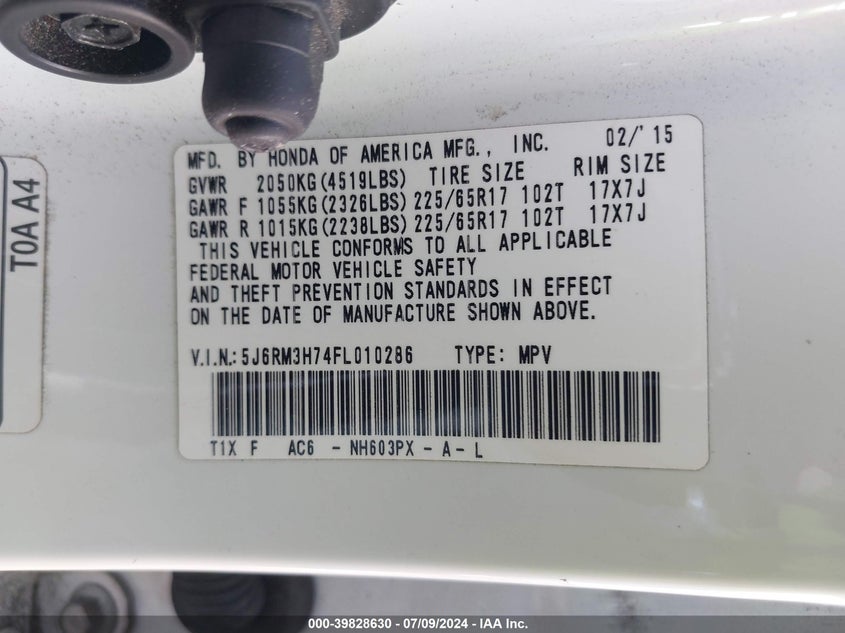 MFD. BY HONDA OF AMERICA MFG., INC. 02/'15
GVWR 2050KG(4519LBS) TIRE SIZE RIM SIZE
GAWR F 1055KG(2326LBS) 225/65R17 102T 17X7J
GAWR R 1015KG(2238LBS) 225/65R17 102T 17X7J
THIS VEHICLE CONFORMS TO ALL APPLICABLE
FEDERAL MOTOR VEHICLE SAFETY
AND THEFT PREVENTION STANDARDS IN EFFECT
ON THE DATE OF MANUFACTURE SHOWN ABOVE.
V.I.N.:5J6RM3H74FL010286 TYPE: MPV
T1X F AC6 - NH603PX - A - L
T0A A4
000-39828630 - 07/09/2024 - IAA Inc.